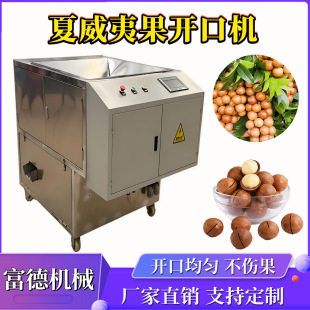 夏威夷果开口机
富德机械
开口均匀 不伤果
厂家直销 支持定制